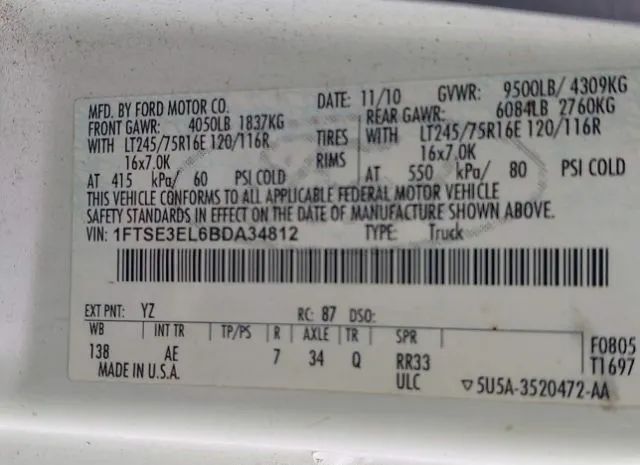 MFD. BY FORD MOTOR CO.
DATE: 11/10 GVWR: 9500LB/ 4309KG
FRONT GAWR: 4050LB 1837KG
REAR GAWR: 6084LB 2760KG
WITH LT245/75R16E 120/116R TIRES WITH LT245/75R16E 120/116R
16x7.0K RIMS 16x7.0K
AT 415 kPa/ 60 PSI COLD AT 550 kPa/ 80 PSI COLD
THIS VEHICLE CONFORMS TO ALL APPLICABLE FEDERAL MOTOR VEHICLE
SAFETY STANDARDS IN EFFECT ON THE DATE OF MANUFACTURE SHOWN ABOVE.
VIN: 1FTSE3EL6BDA34812 TYPE: Truck
EXT PNT: YZ RC: 87 DSO:
WB INT TR TP/PS R AXLE TR SPR
138 AE 7 34 Q RR33
F0805
T1697
MADE IN U.S.A. ULC ▽5U5A-3520472-AA